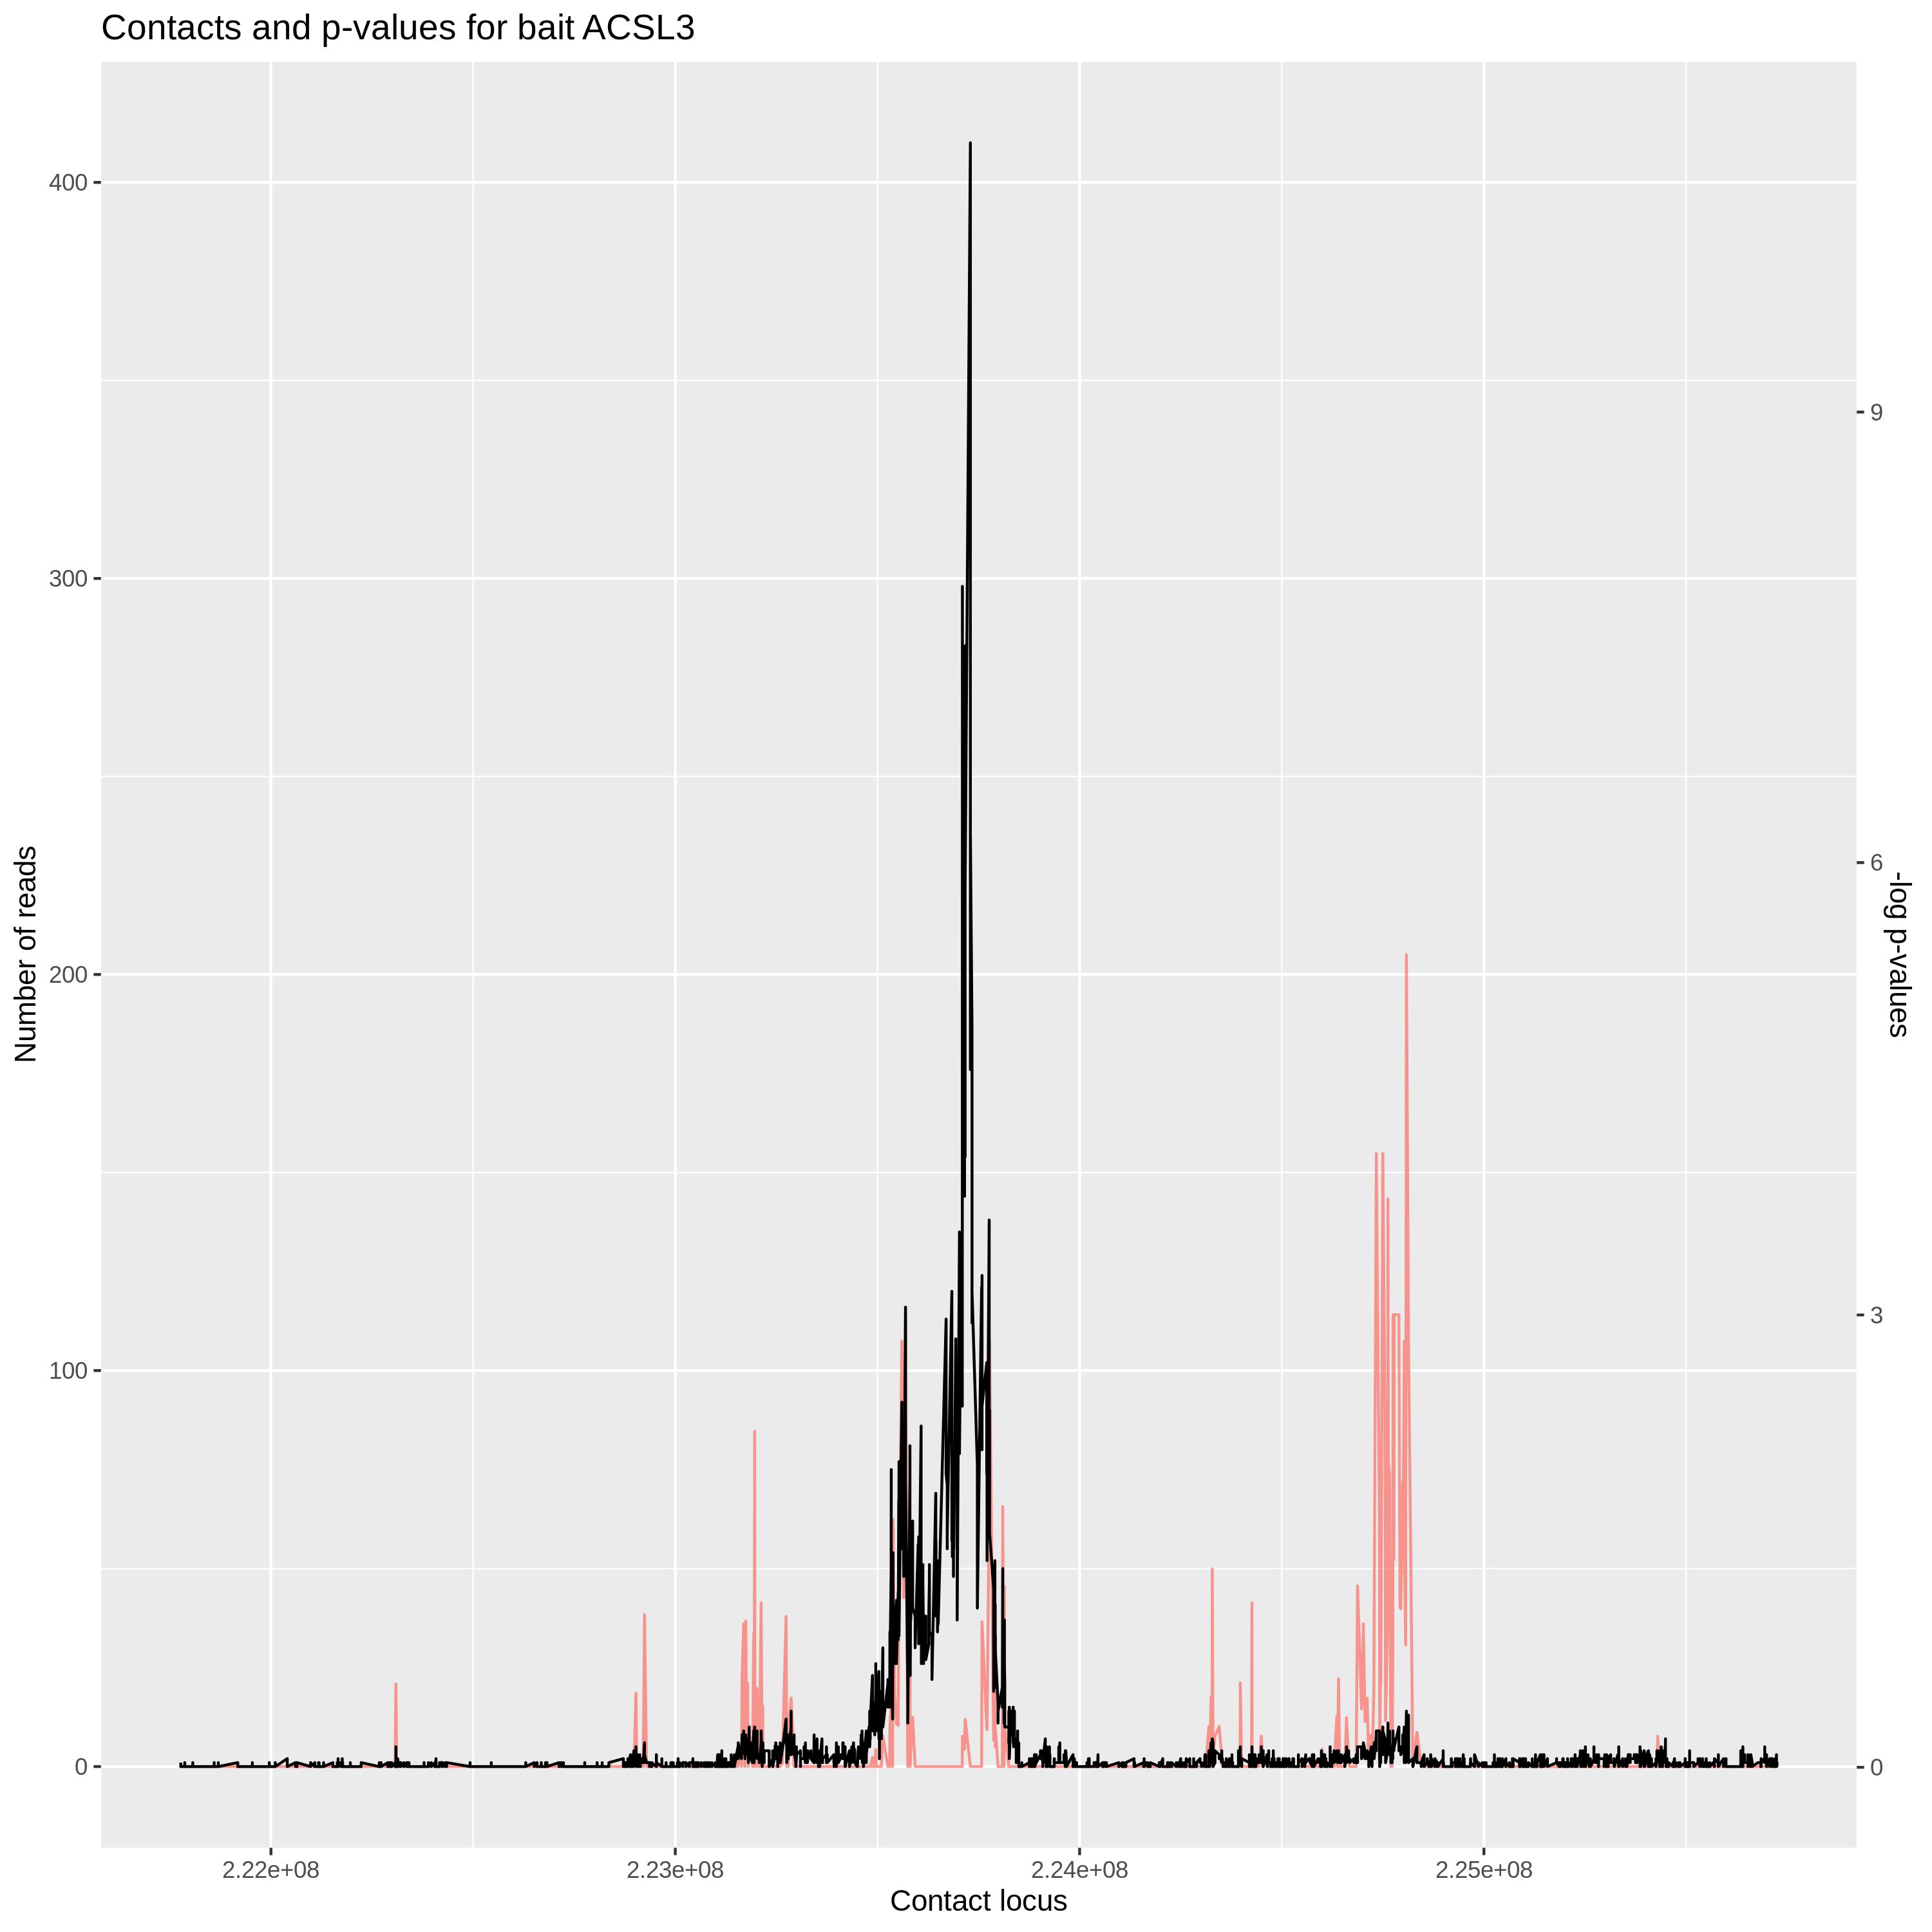 Contacts and p-values for bait ACSL3
400
300
200
100
0
Number of reads
9
6
3
0
-log p-values
2.22e+08
2.23e+08
2.24e+08
2.25e+08
Contact locus